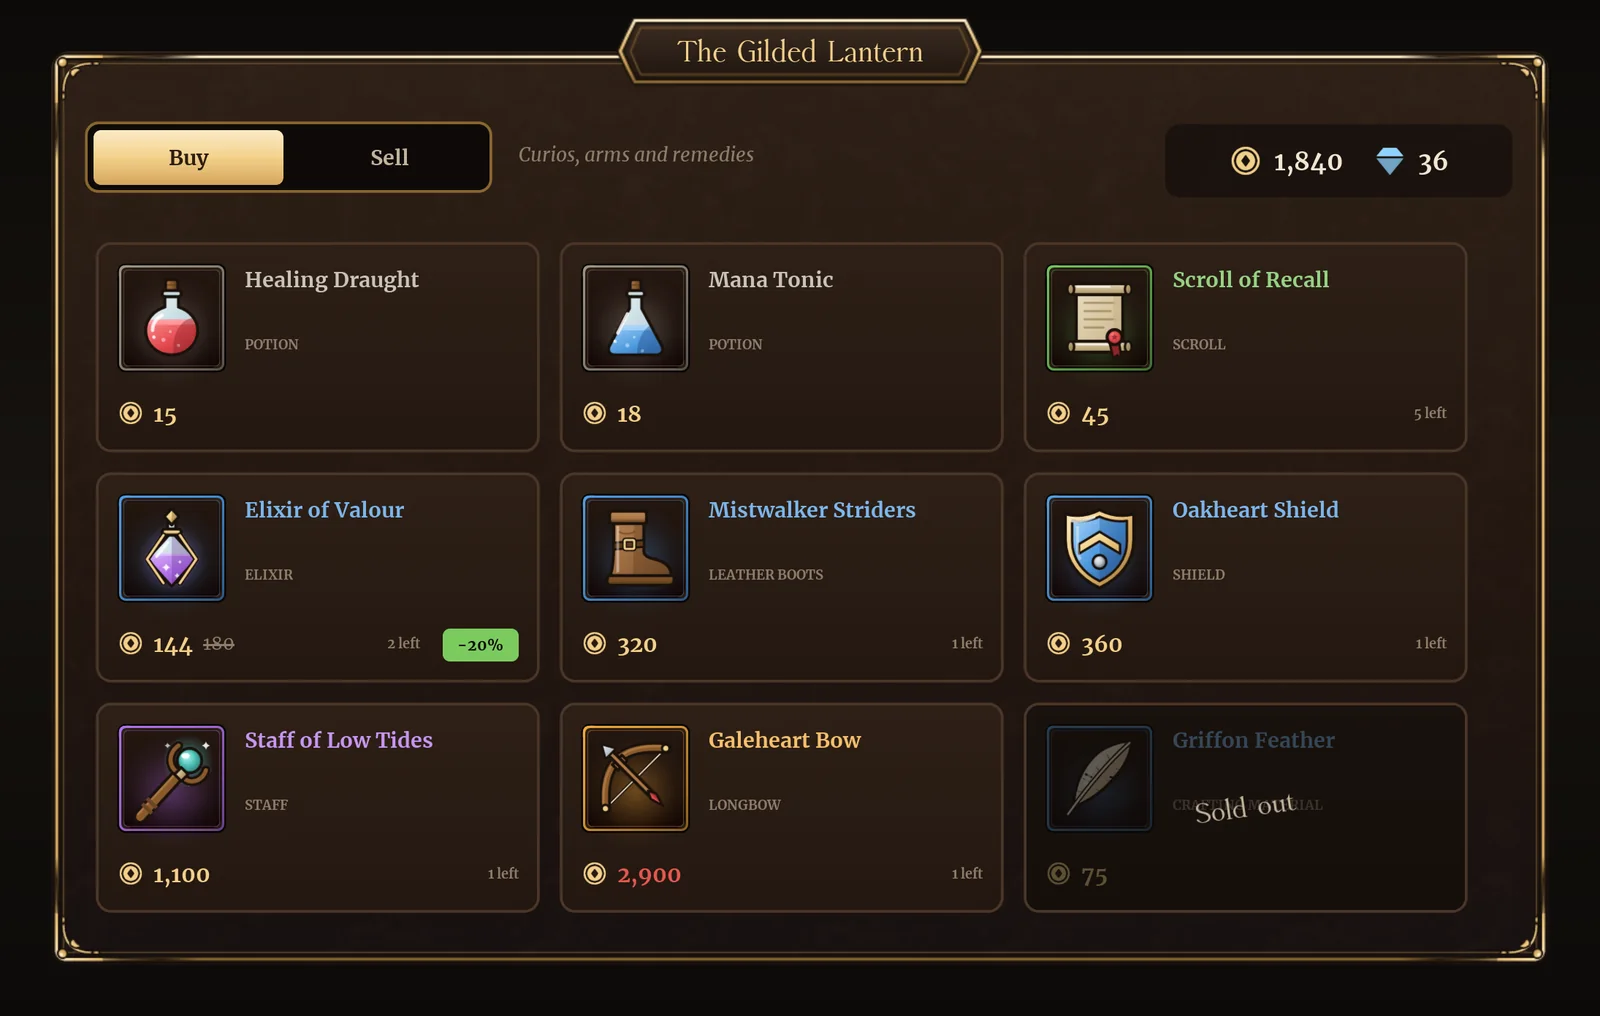 The Gilded Lantern
Buy
Sell
Curios, arms and remedies
1,840
36
Healing Draught
POTION
15
Mana Tonic
POTION
18
Scroll of Recall
SCROLL
45
5 left
Elixir of Valour
ELIXIR
144 180
2 left
-20%
Mistwalker Striders
LEATHER BOOTS
320
1 left
Oakheart Shield
SHIELD
360
1 left
Staff of Low Tides
STAFF
1,100
1 left
Galeheart Bow
LONGBOW
2,900
1 left
Griffon Feather
CRAFTING MATERIAL
Sold out
75